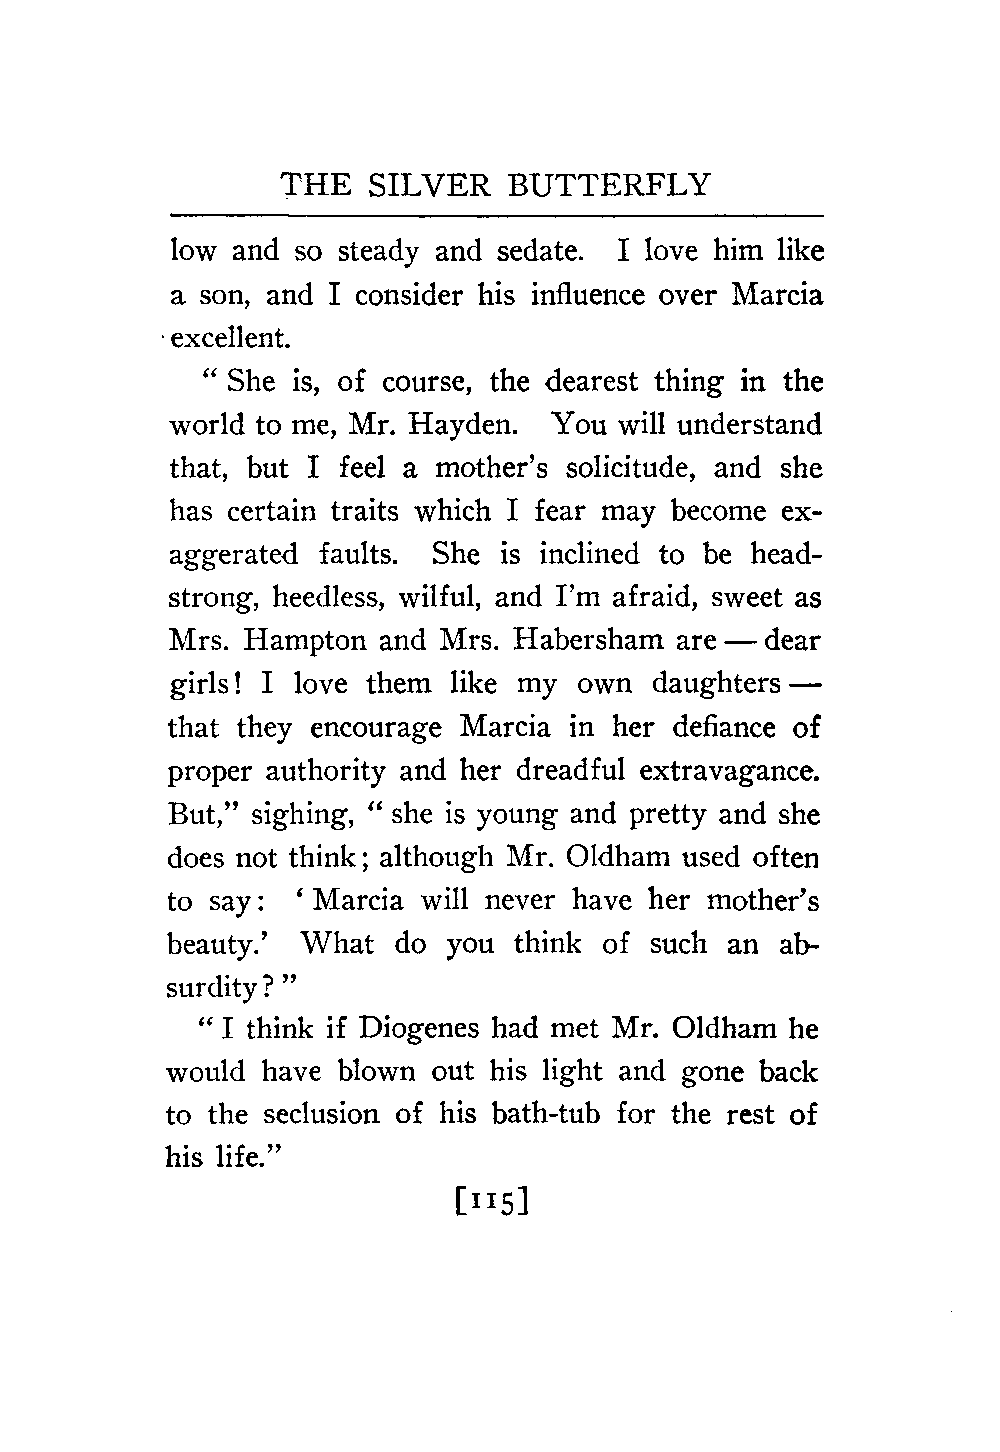 THE SILVER BUTTERFLY
low and so steady and sedate. I love him like
a son, and I consider his influence over Marcia
excellent.
“ She is, of course, the dearest thing in the
world to me, Mr. Hayden. You will understand
that, but I feel a mother’s solicitude, and she
has certain traits which I fear may become ex-
aggerated faults. She is inclined to be head-
strong, heedless, wilful, and I’m afraid, sweet as
Mrs. Hampton and Mrs. Habersham are — dear
girls! I love them like my own daughters —
that they encourage Marcia in her defiance of
proper authority and her dreadful extravagance.
But,” sighing, “ she is young and pretty and she
does not think; although Mr. Oldham used often
to say: ‘ Marcia will never have her mother’s
beauty.’ What do you think of such an ab-
surdity? ”
“ I think if Diogenes had met Mr. Oldham he
would have blown out his light and gone back
to the seclusion of his bath-tub for the rest of
his life.”
[115]